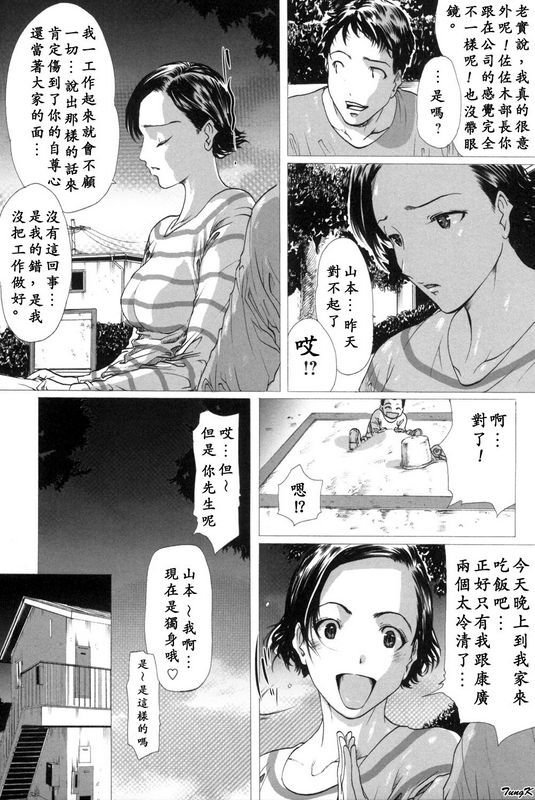 老實說，我真的很意
外呢！佐佐木部長你
跟在公司的感覺完全
不一樣呢！也沒帶眼
鏡。
…是嗎？
山本…昨天
對不起了
哎!?
我一工作起來就會不顧
一切…說出那樣的話來
肯定傷到了你的自尊心
還當著大家的面…
沒有這回事…
是我的錯，是我
沒把工作做好。
啊…
對了！
嗯!?
今天晚上到我家來
吃飯吧…
正好只有我跟康廣
兩個太冷清了…
哎…但～
但是你先生呢
山本～我啊…
現在是獨身哦♡
是～是這樣的嗎
TungK